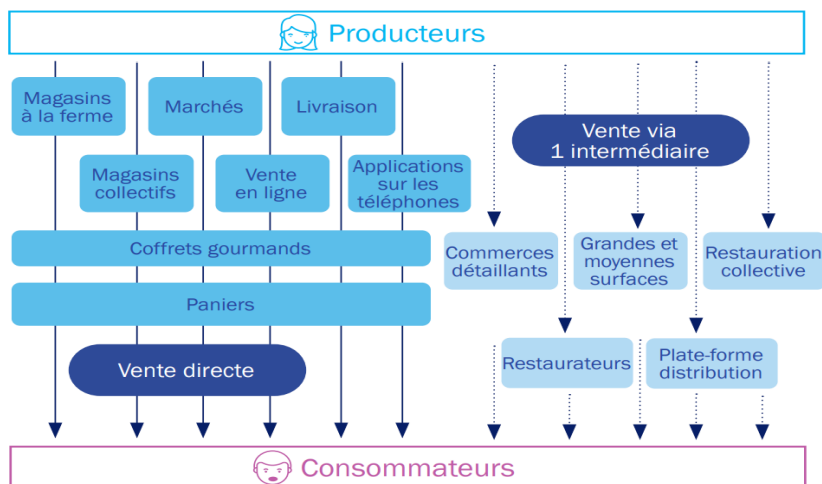 Producteurs
Magasins
à la ferme
Marchés
Livraison
Vente via
1 intermédiaire
Magasins
collectifs
Vente
en ligne
Applications
sur les
téléphones
Coffrets gourmands
Commerces
détaillants
Grandes et
moyennes
surfaces
Restauration
collective
Paniers
Vente directe
Restaurateurs
Plate-forme
distribution
Consommateurs